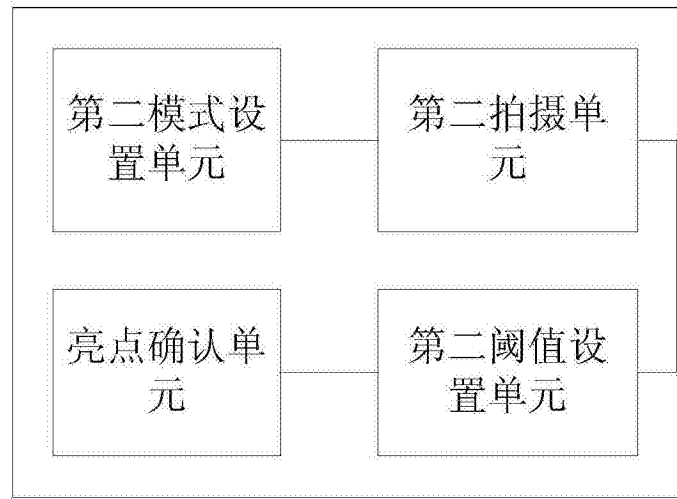 第二模式设
置单元
第二拍摄单
元
亮点确认单
元
第二阈值设
置单元